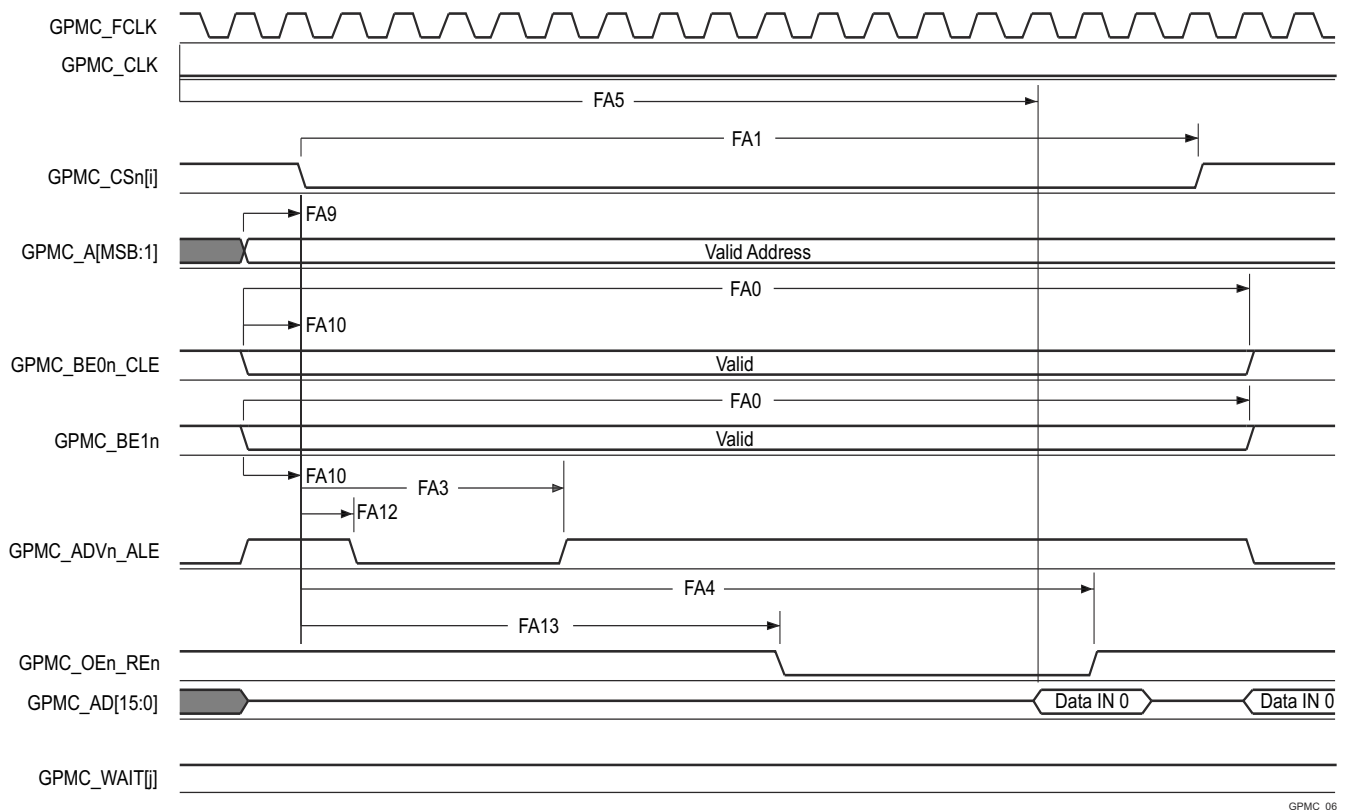 GPMC_FCLK
GPMC_CLK
FA5
FA1
GPMC_CSn[i]
FA9
GPMC_A[MSB:1]
Valid Address
FA0
FA10
GPMC_BE0n_CLE
Valid
FA0
GPMC_BE1n
Valid
FA10
FA3
FA12
GPMC_ADVn_ALE
FA4
FA13
GPMC_OEn_REn
GPMC_AD[15:0]
Data IN 0
Data IN 0
GPMC_WAIT[j]
GPMC_06